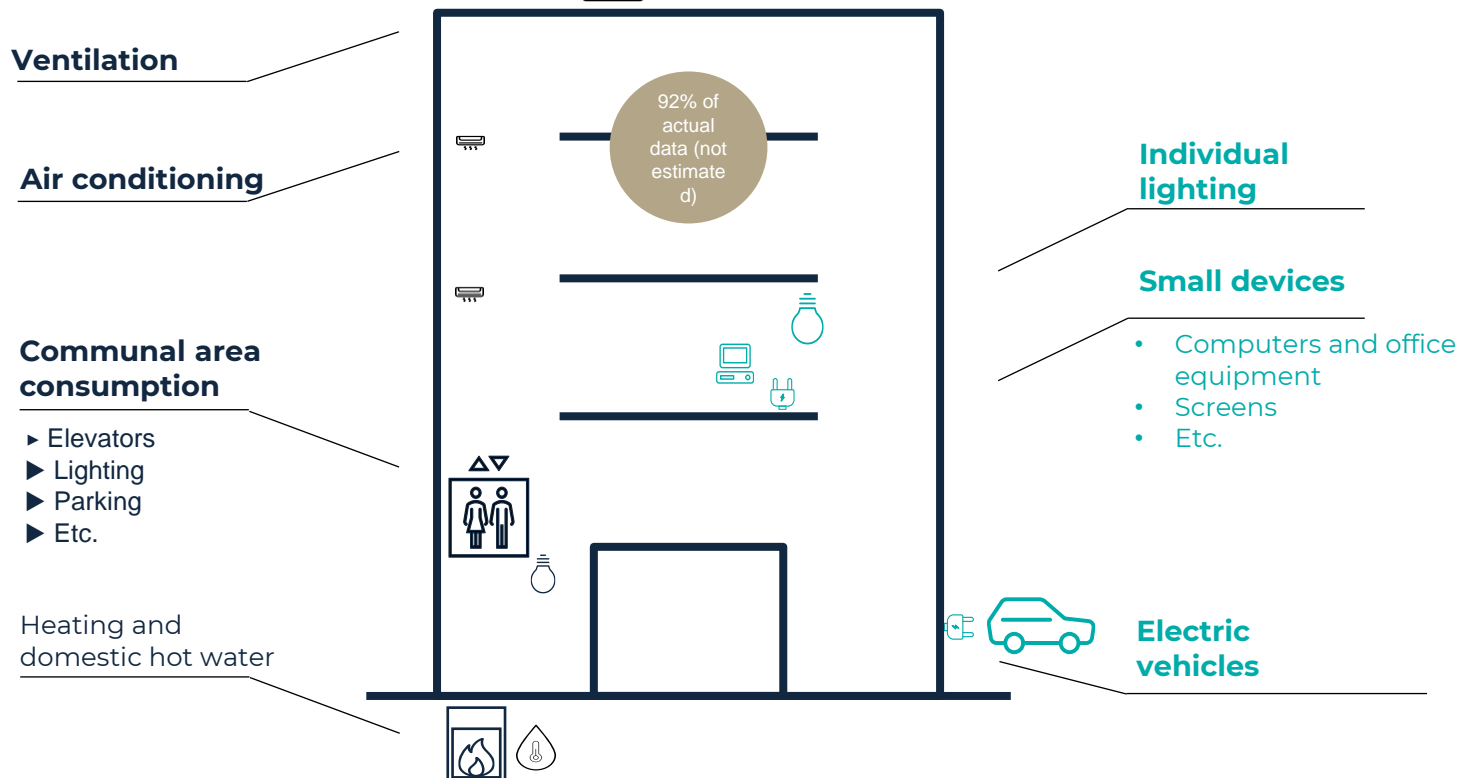 Ventilation
Air conditioning
Communal area
consumption
▸ Elevators
▶ Lighting
▶ Parking
▶ Etc.
Heating and
domestic hot water
92% of
actual
data (not
estimate
d)
Individual
lighting
Small devices
• Computers and office
equipment
• Screens
• Etc.
Electric
vehicles